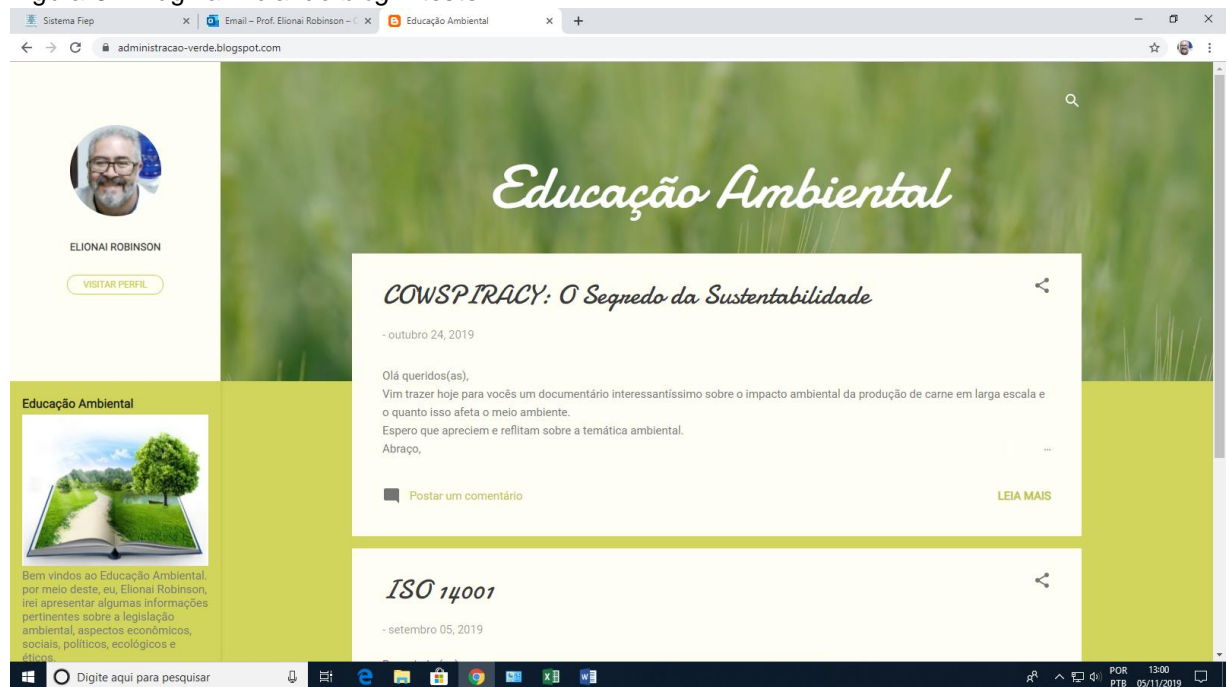 Sistema Fiep
Email – Prof. Elionai Robinson –
Educação Ambiental
administracao-verde.blogspot.com
ELIONAI ROBINSON
VISITAR PERFIL
Educação Ambiental
Bem vindos ao Educação Ambiental.
por meio deste, eu, Elionai Robinson,
irei apresentar algumas informações
pertinentes sobre a legislação
ambiental, aspectos econômicos,
sociais, políticos, ecológicos e
éticos.
Educação Ambiental
COWSPIRACY: O Segredo da Sustentabilidade
- outubro 24, 2019
Olá queridos(as),
Vim trazer hoje para vocês um documentário interessantíssimo sobre o impacto ambiental da produção de carne em larga escala e
o quanto isso afeta o meio ambiente.
Espero que apreciem e reflitam sobre a temática ambiental.
Abraço,
...
Postar um comentário
LEIA MAIS
ISO 14001
- setembro 05, 2019
Digite aqui para pesquisar
POR
PTB
13:00
05/11/2019